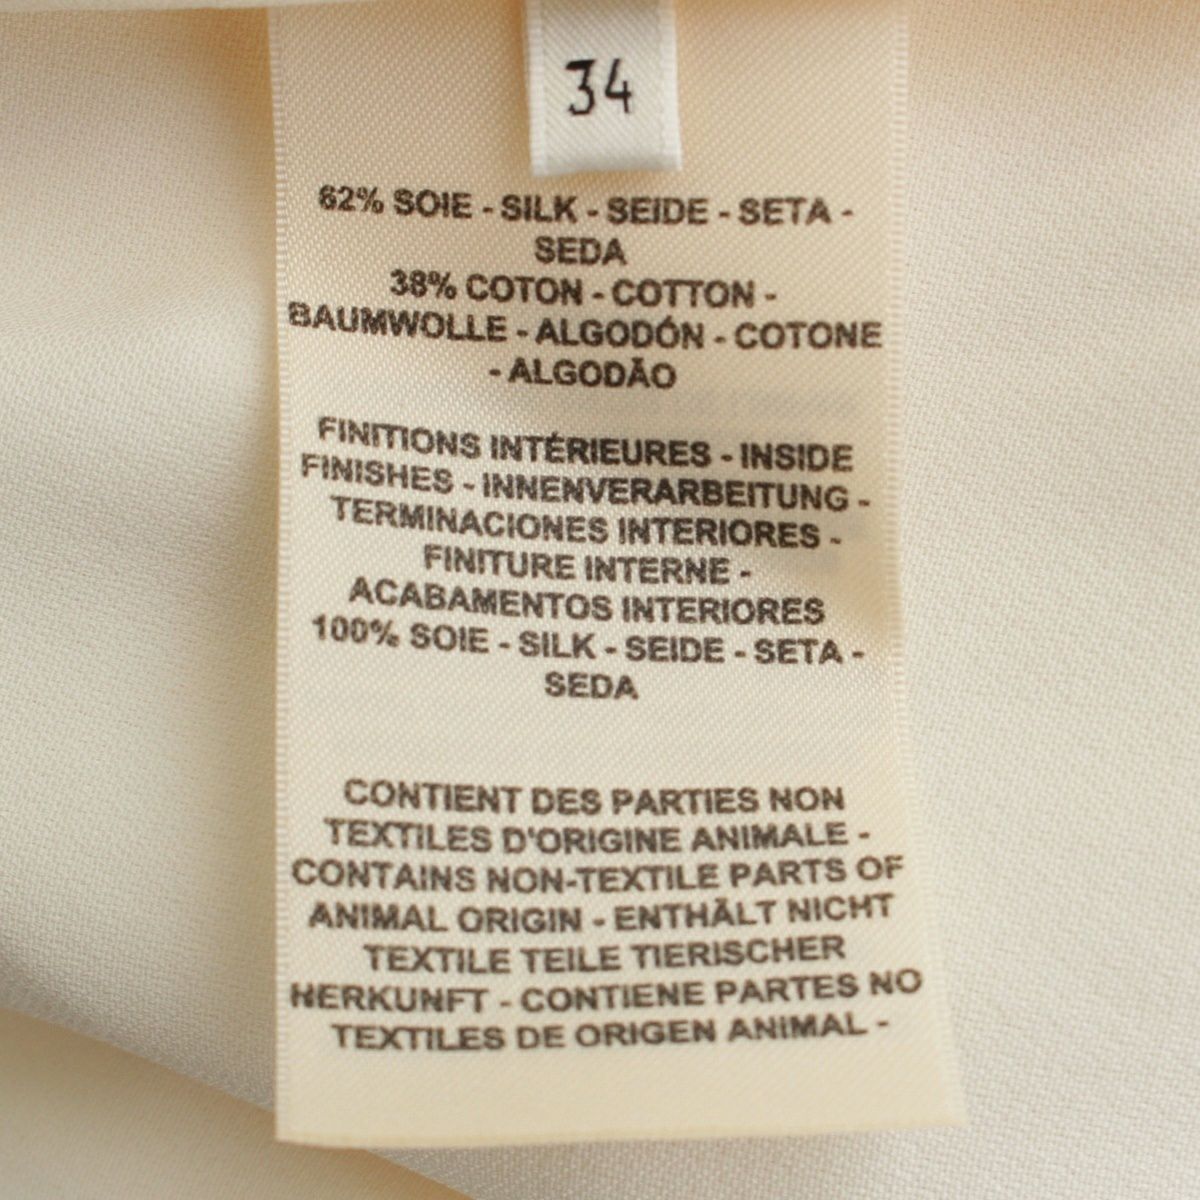 34
62% SOIE - SILK - SEIDE - SETA -
SEDA
38% COTON - COTTON -
BAUMWOLLE - ALGODÓN - COTONE
- ALGODÃO
FINITIONS INTÉRIEURES - INSIDE
FINISHES - INNENVERARBEITUNG -
TERMINACIONES INTERIORES -
FINITURE INTERNE -
ACABAMENTOS INTERIORES
100% SOIE - SILK - SEIDE - SETA -
SEDA
CONTIENT DES PARTIES NON
TEXTILES D'ORIGINE ANIMALE -
CONTAINS NON-TEXTILE PARTS OF
ANIMAL ORIGIN - ENTHÄLT NICHT
TEXTILE TEILE TIERISCHER
HERKUNFT - CONTIENE PARTES NO
TEXTILES DE ORIGEN ANIMAL -